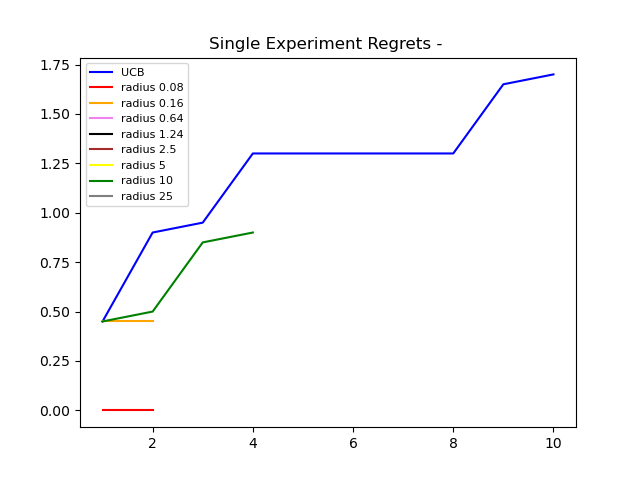 Single Experiment Regrets -
1.75
1.50
1.25
1.00
0.75
0.50
0.25
0.00
UCB
radius 0.08
radius 0.16
radius 0.64
radius 1.24
radius 2.5
radius 5
radius 10
radius 25
2 4 6 8 10